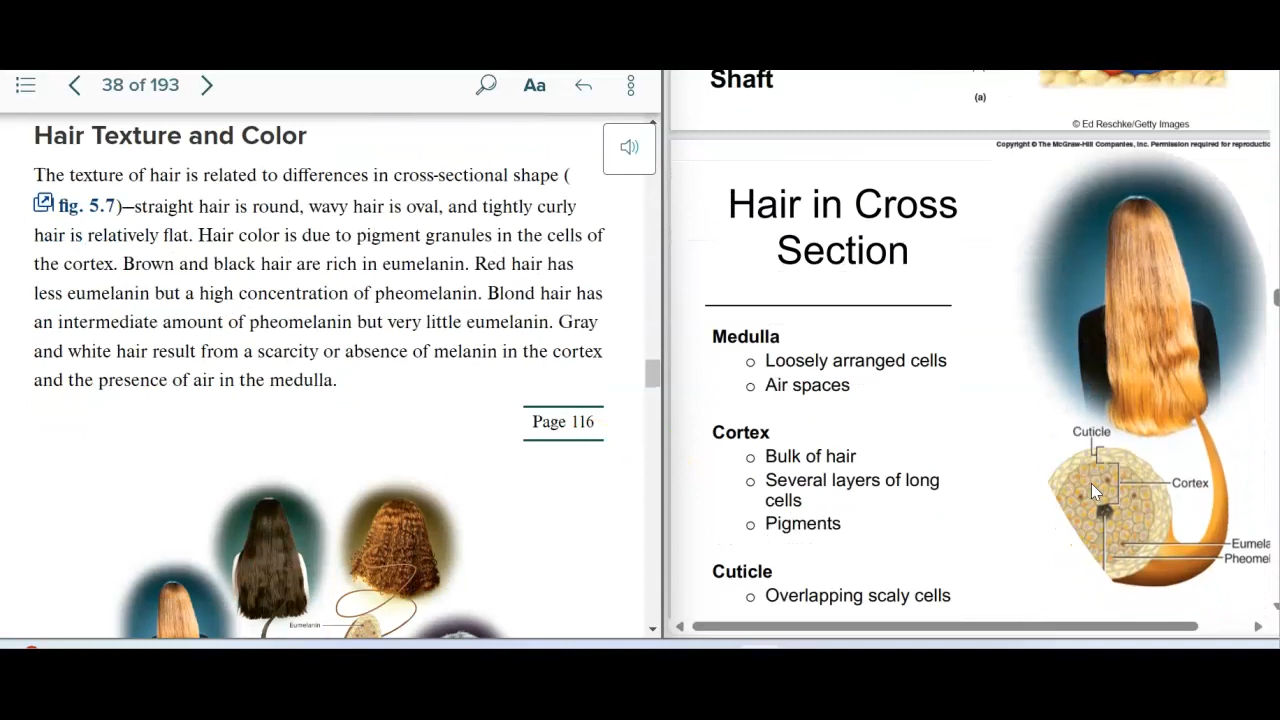 38 of 193
Aa
Hair Texture and Color
The texture of hair is related to differences in cross-sectional shape (
fig. 5.7)—straight hair is round, wavy hair is oval, and tightly curly
hair is relatively flat. Hair color is due to pigment granules in the cells of
the cortex. Brown and black hair are rich in eumelanin. Red hair has
less eumelanin but a high concentration of pheomelanin. Blond hair has
an intermediate amount of pheomelanin but very little eumelanin. Gray
and white hair result from a scarcity or absence of melanin in the cortex
and the presence of air in the medulla.
Page 116
Eumelanin
Shaft
(a)
© Ed Reschke/Getty Images
Copyright © The McGraw-Hill Companies, Inc. Permission required for reproductic
Hair in Cross
Section
Medulla
o Loosely arranged cells
o Air spaces
Cortex
o Bulk of hair
o Several layers of long
cells
o Pigments
Cuticle
o Overlapping scaly cells
Cuticle
Cortex
Eumela
Pheomel